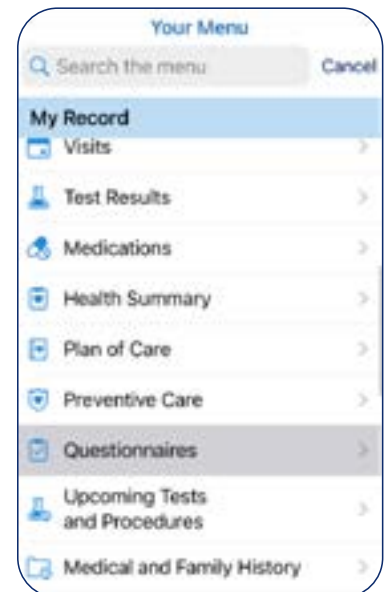 Your Menu
Search the menu
Cancel
My Record
Visits
Test Results
Medications
Health Summary
Plan of Care
Preventive Care
Questionnaires
Upcoming Tests
and Procedures
Medical and Family History